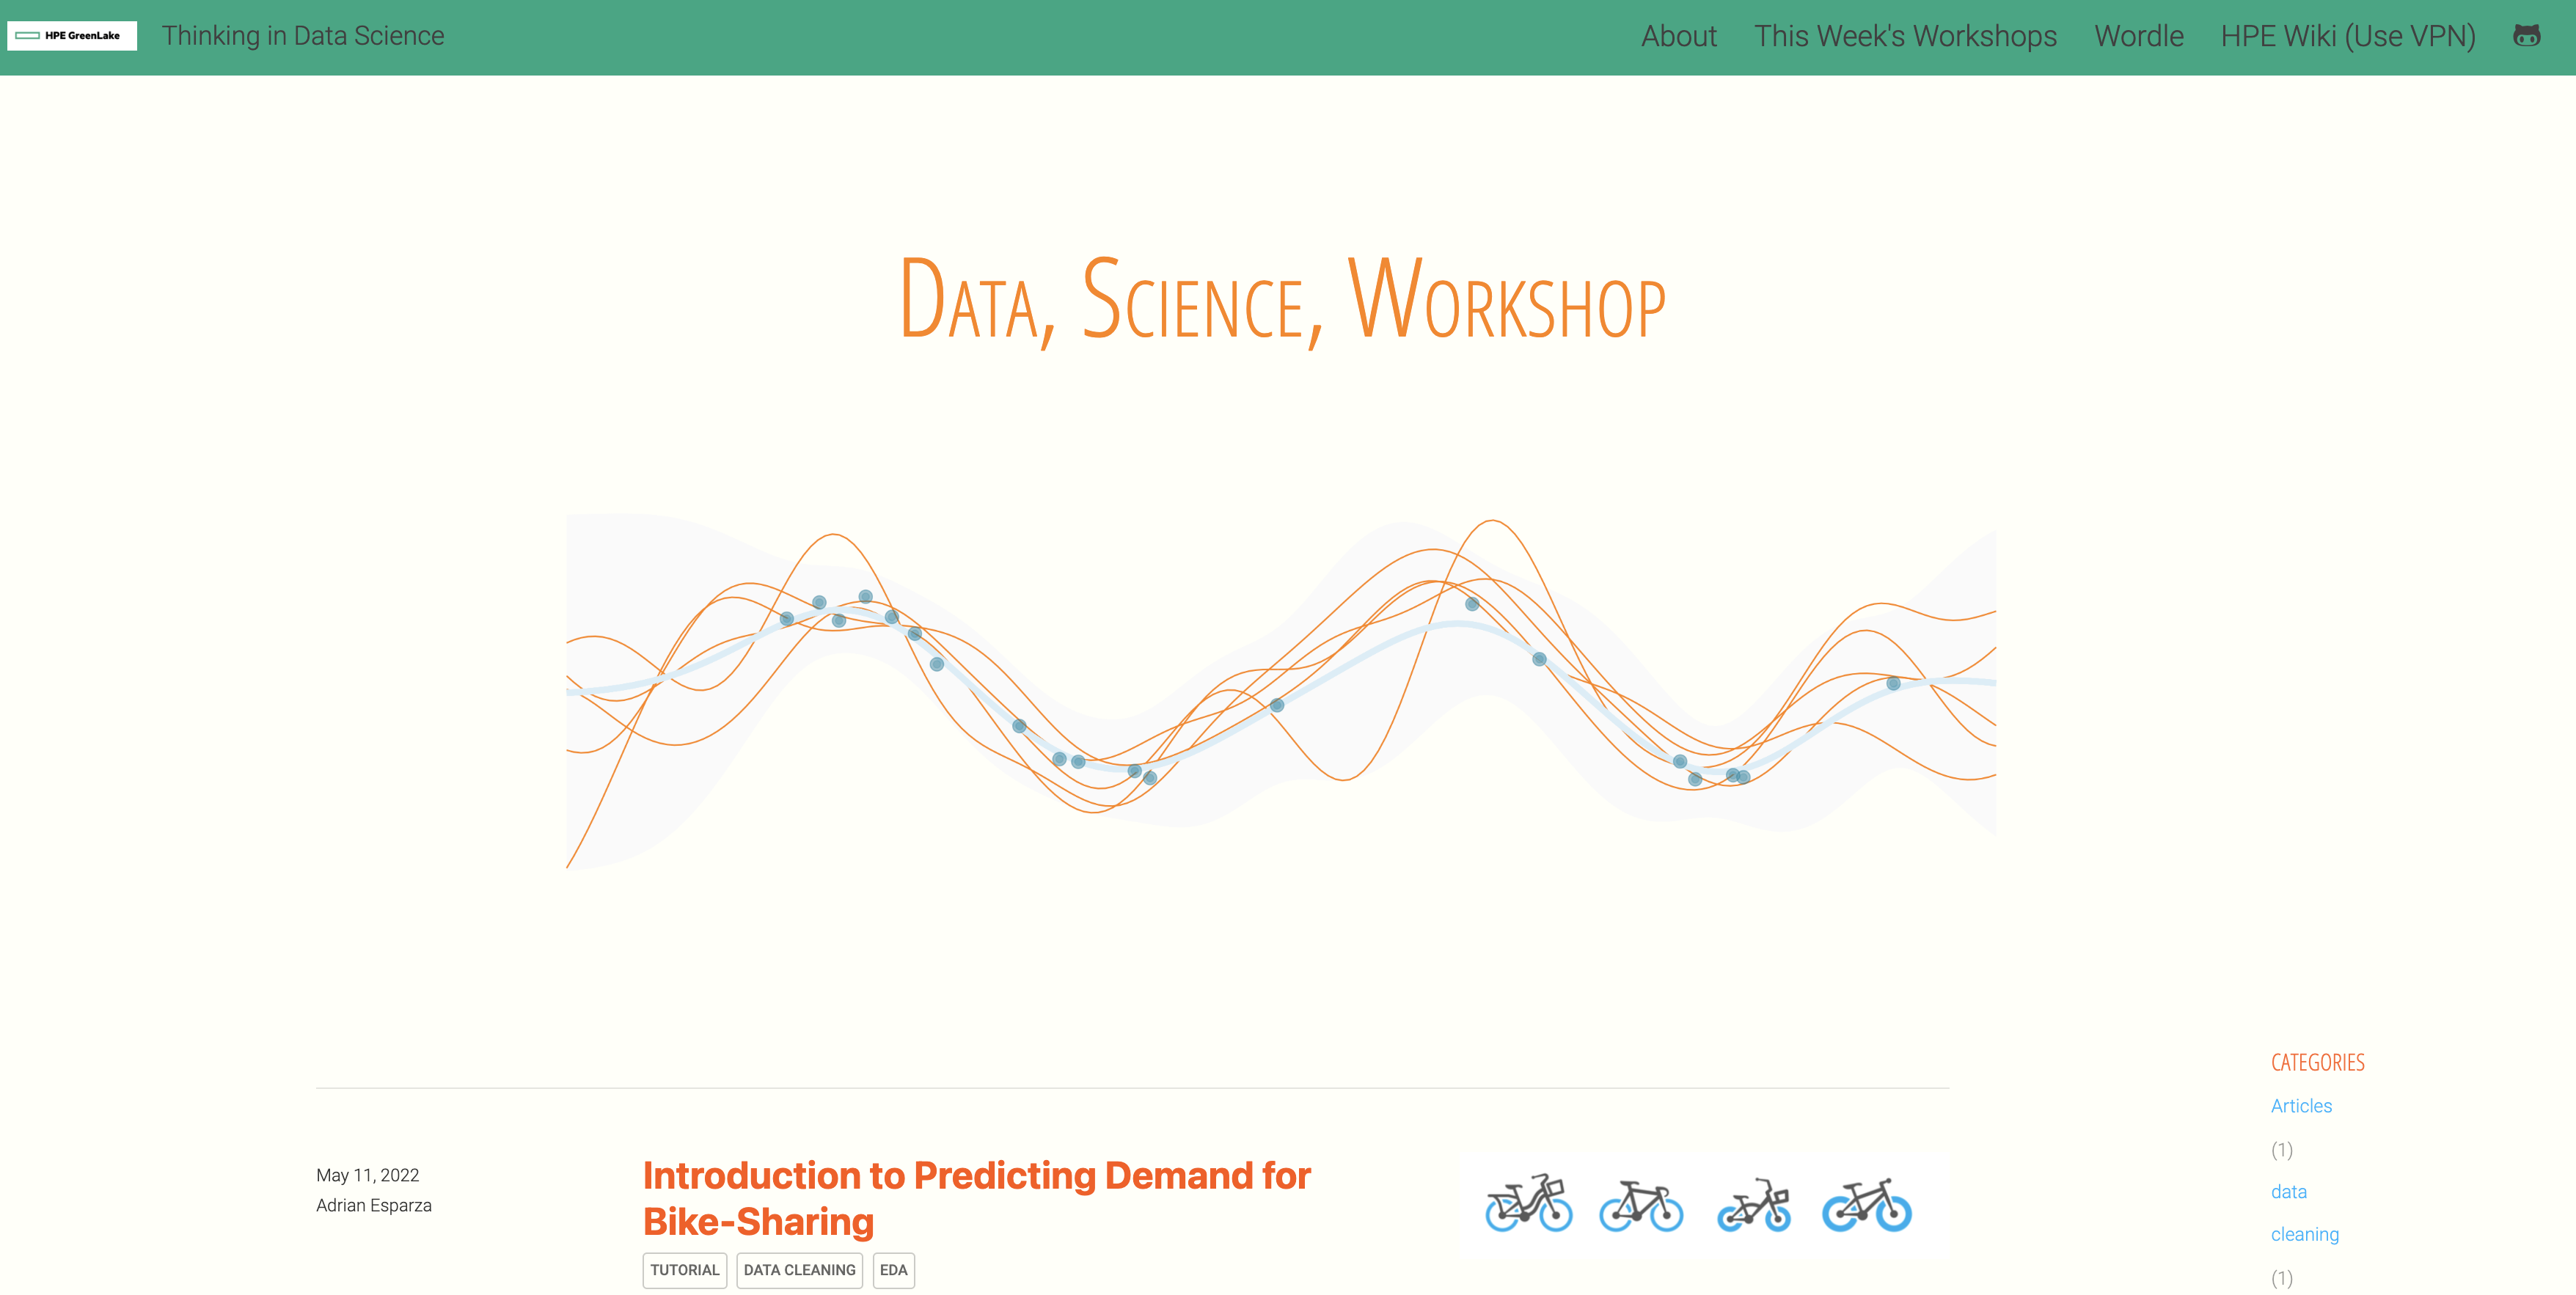 HPE GreenLake
Thinking in Data Science
About
This Week's Workshops
Wordle
HPE Wiki (Use VPN)
Data, Science, Workshop
May 11, 2022
Adrian Esparza
Introduction to Predicting Demand for
Bike-Sharing
TUTORIAL
DATA CLEANING
EDA
CATEGORIES
Articles
(1)
data
cleaning
(1)